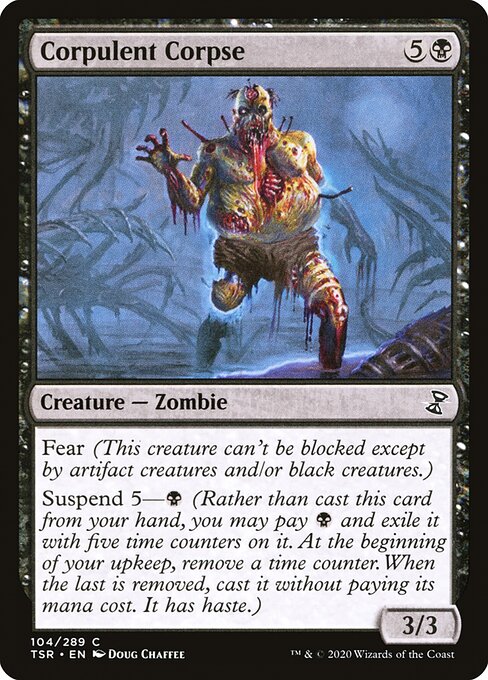 Corpulent Corpse 5
Creature — Zombie
Fear (This creature can't be blocked except
by artifact creatures and/or black creatures.)
Suspend 5— (Rather than cast this card
from your hand, you may pay and exile it
with five time counters on it. At the beginning
of your upkeep, remove a time counter. When
the last is removed, cast it without paying its
mana cost. It has haste.)
3/3
104/289 C
TSR • EN Doug Chaffee
™ & © 2020 Wizards of the Coast